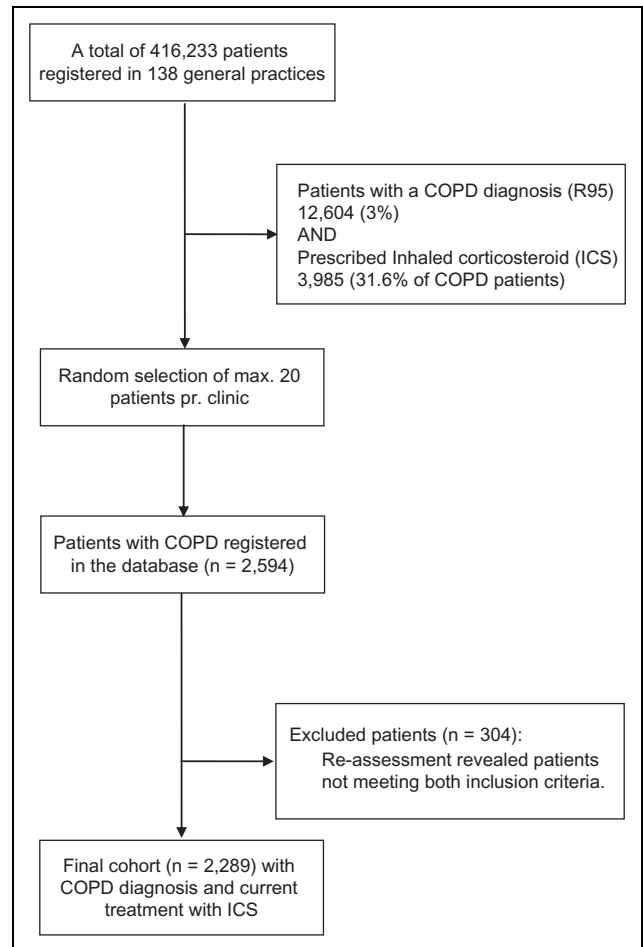 A total of 416,233 patients
registered in 138 general practices
Patients with a COPD diagnosis (R95)
12,604 (3%)
AND
Prescribed Inhaled corticosteroid (ICS)
3,985 (31.6% of COPD patients)
Random selection of max. 20
patients pr. clinic
Patients with COPD registered
in the database (n = 2,594)
Excluded patients (n = 304):
Re-assessment revealed patients
not meeting both inclusion criteria.
Final cohort (n = 2,289) with
COPD diagnosis and current
treatment with ICS